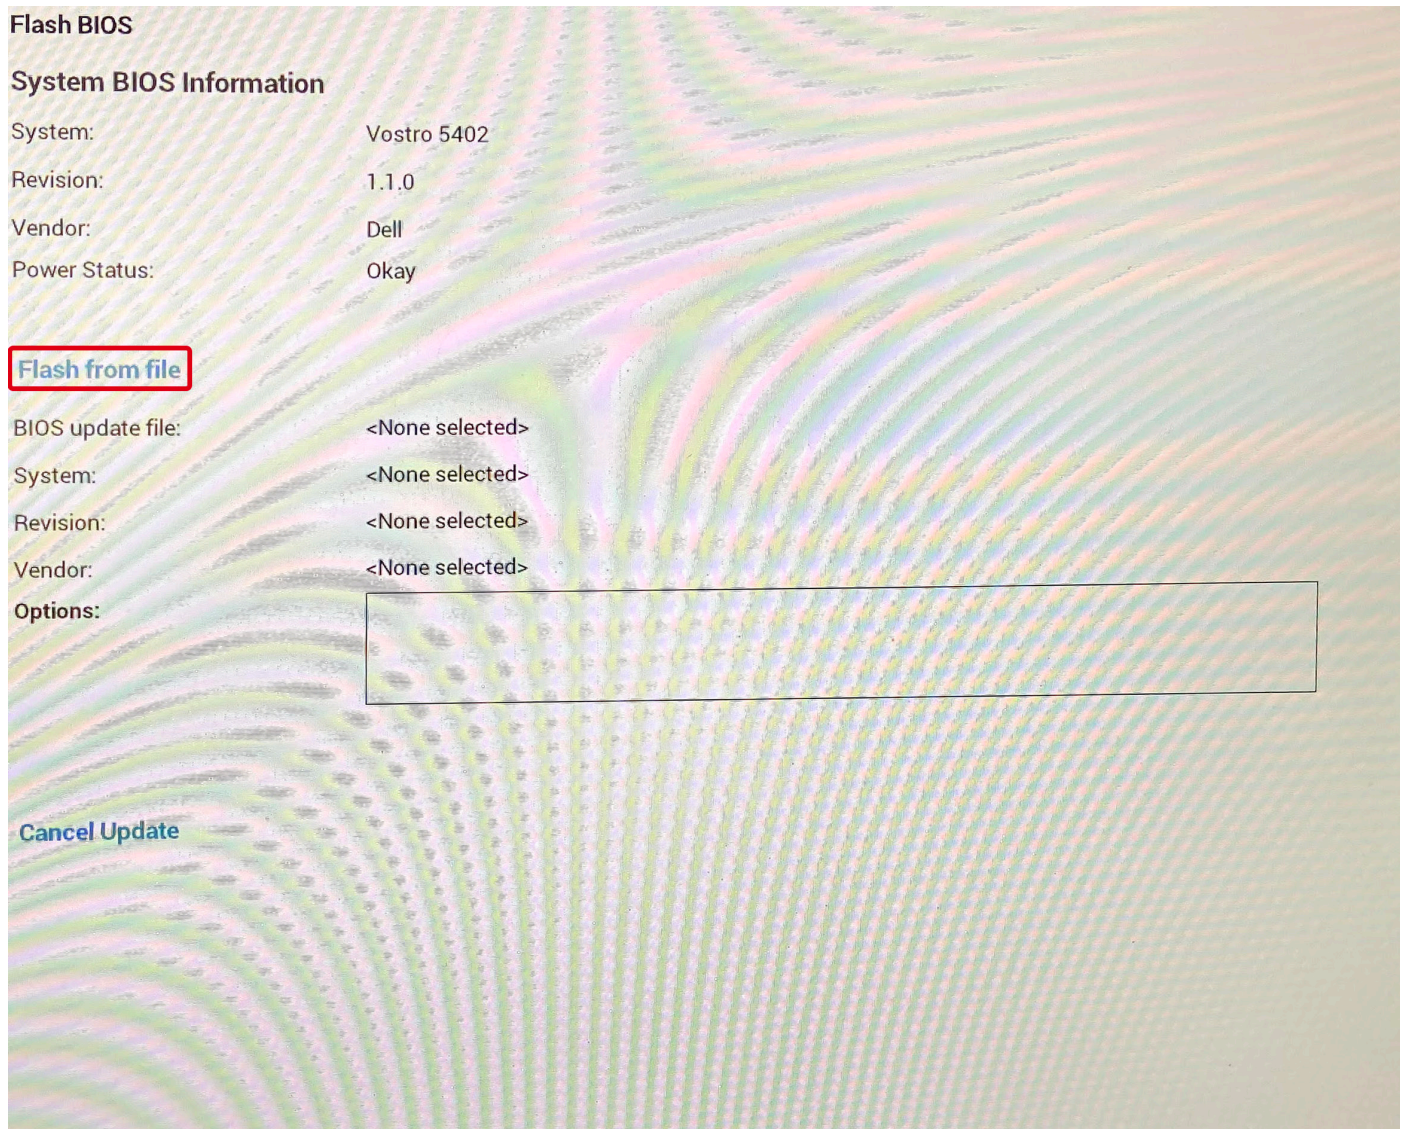 Flash BIOS
System BIOS Information
System: Vostro 5402
Revision: 1.1.0
Vendor: Dell
Power Status: Okay
Flash from file
BIOS update file: <None selected>
System: <None selected>
Revision: <None selected>
Vendor: <None selected>
Options:
Cancel Update